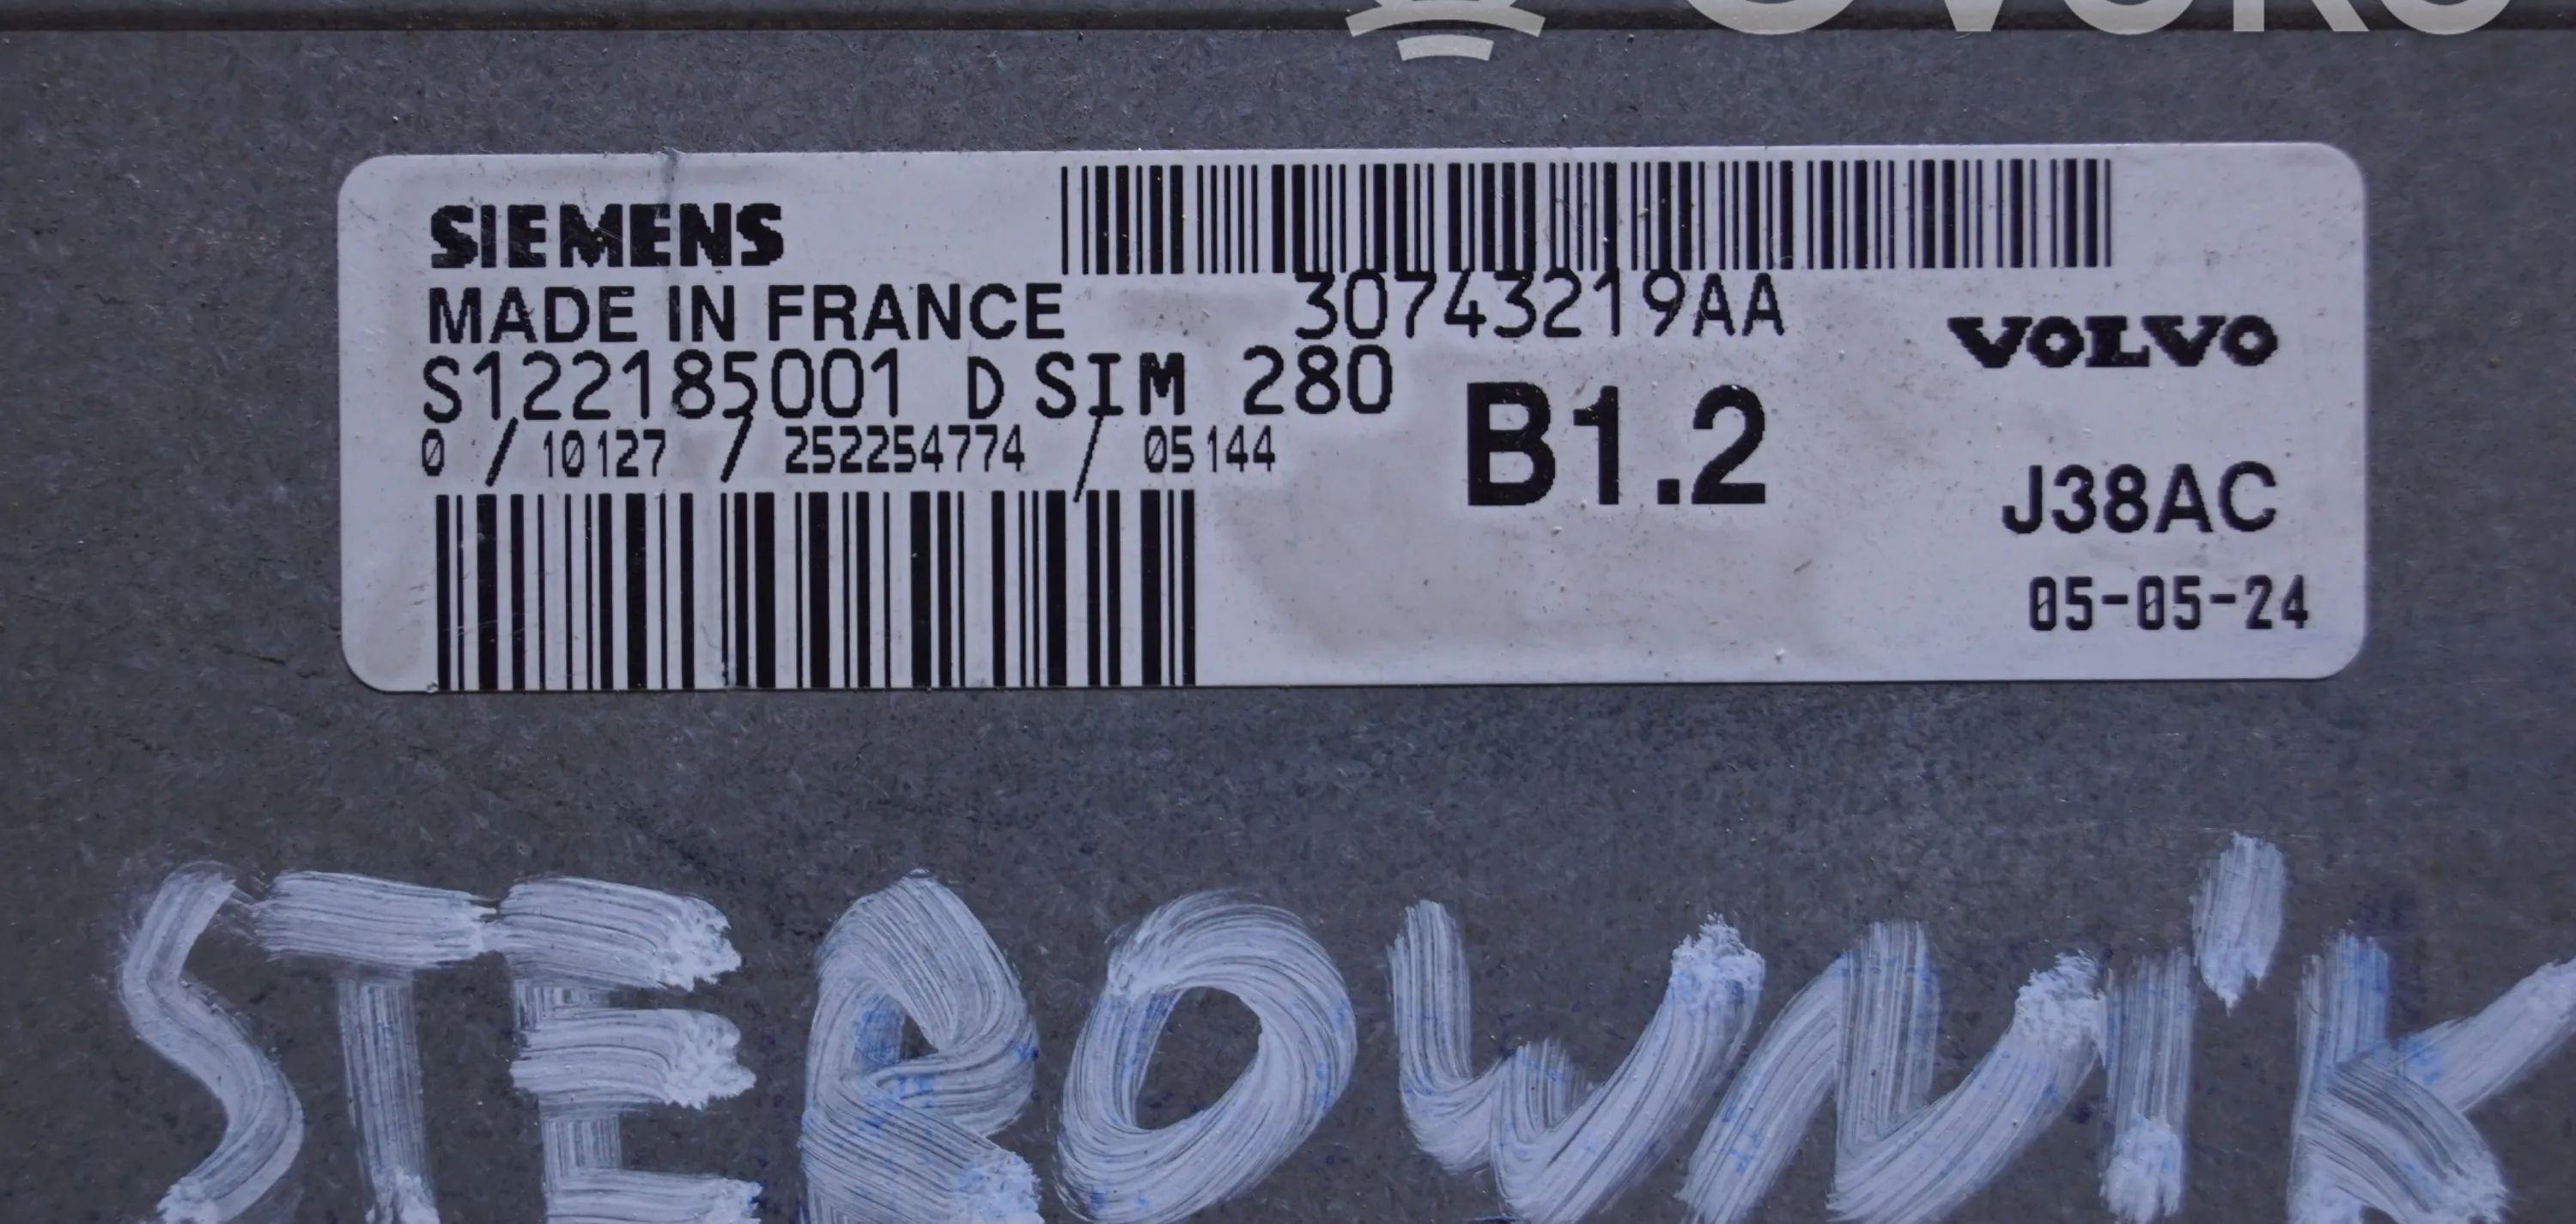 SIEMENS
MADE IN FRANCE
30743219AA
VOLVO
S122185001 D SIM 280
B1.2
0 / 10127 / 252254774 / 05144
J38AC
05-05-24
STEROWNiK